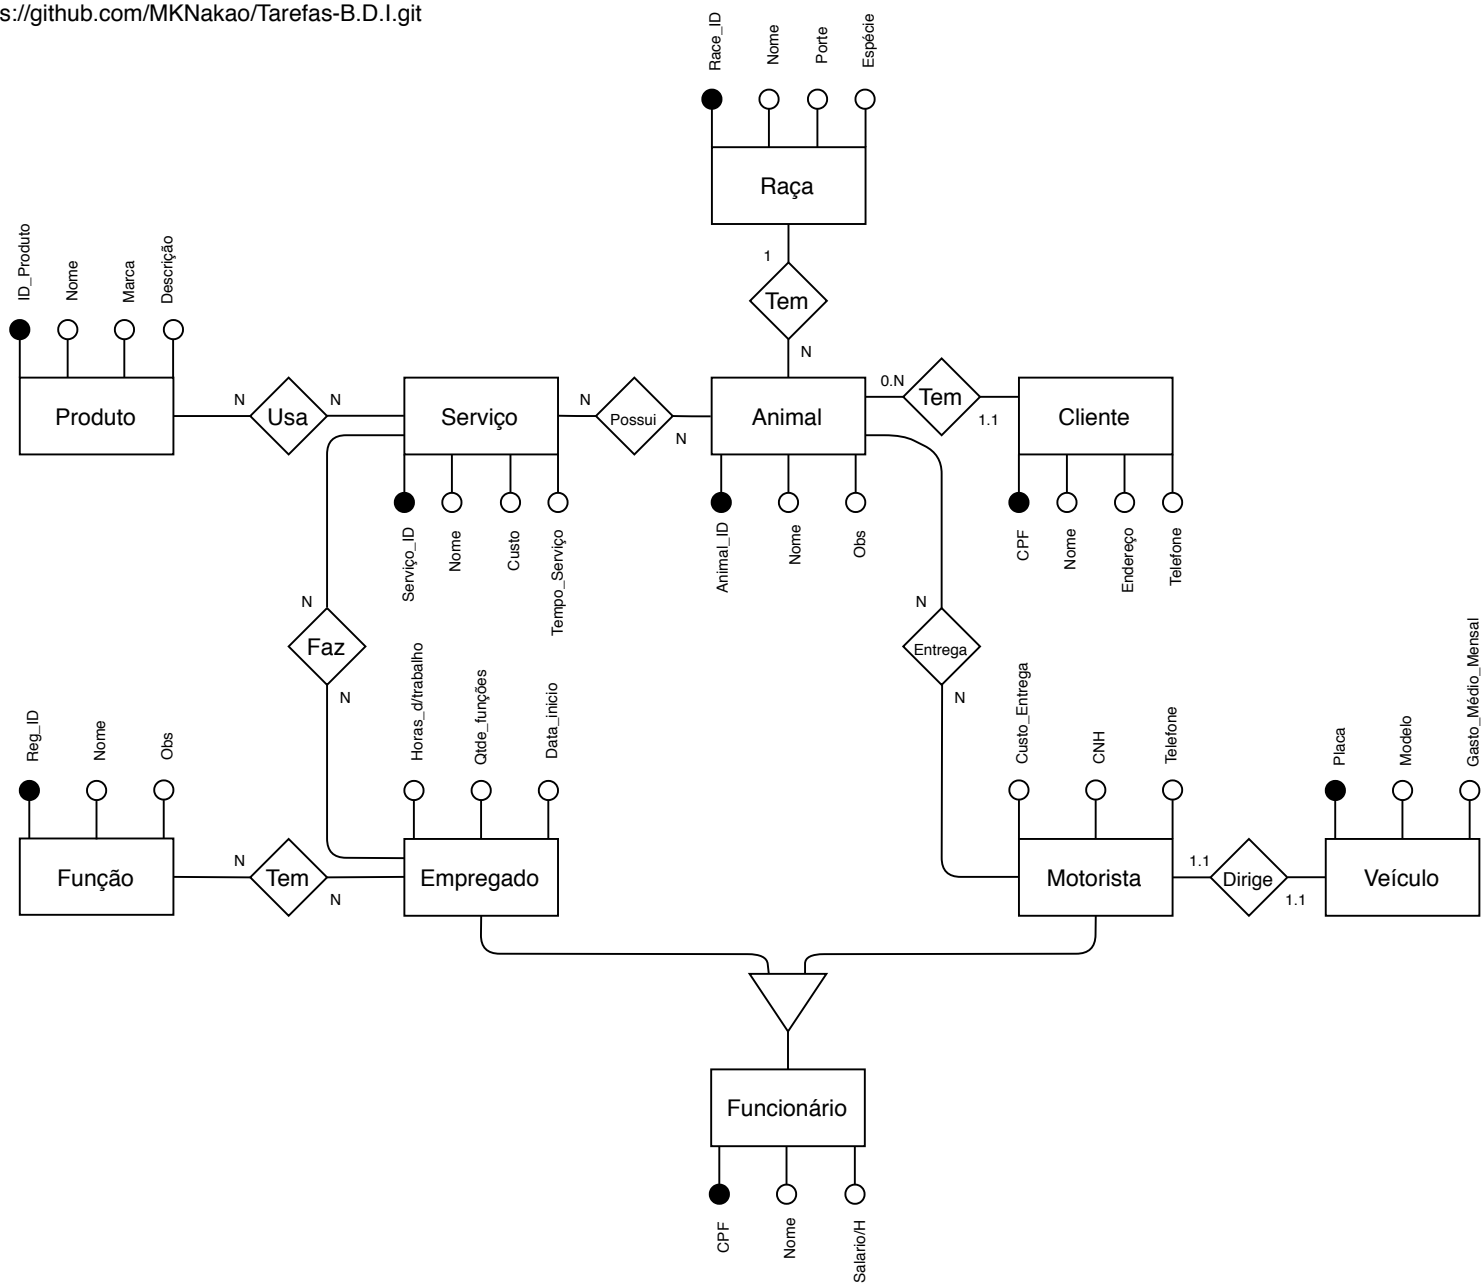 s://github.com/MKNakao/Tarefas-B.D.I.git
Race_ID
Nome
Porte
Espécie
Raça
1
Tem
N
ID_Produto
Nome
Marca
Descrição
Produto
N
Usa
N
Serviço
N
Possui
N
Animal
0.N
Tem
1.1
Cliente
Serviço_ID
Nome
Custo
Tempo_Serviço
Animal_ID
Nome
Obs
CPF
Nome
Endereço
Telefone
N
Faz
N
N
Entrega
N
Reg_ID
Nome
Obs
Horas_d/trabalho
Qtde_funções
Data_inicio
Custo_Entrega
CNH
Telefone
Placa
Modelo
Gasto_Médio_Mensal
Função
N
Tem
N
Empregado
Motorista
1.1
Dirige
1.1
Veículo
Funcionário
CPF
Nome
Salario/H